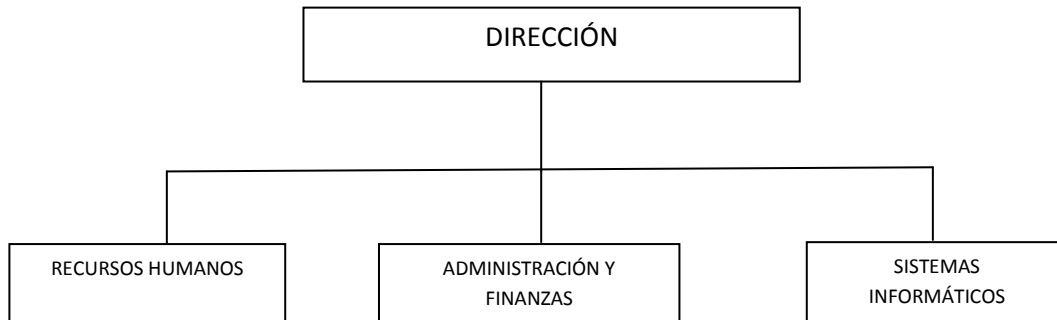 DIRECCIÓN
RECURSOS HUMANOS
ADMINISTRACIÓN Y
FINANZAS
SISTEMAS
INFORMÁTICOS